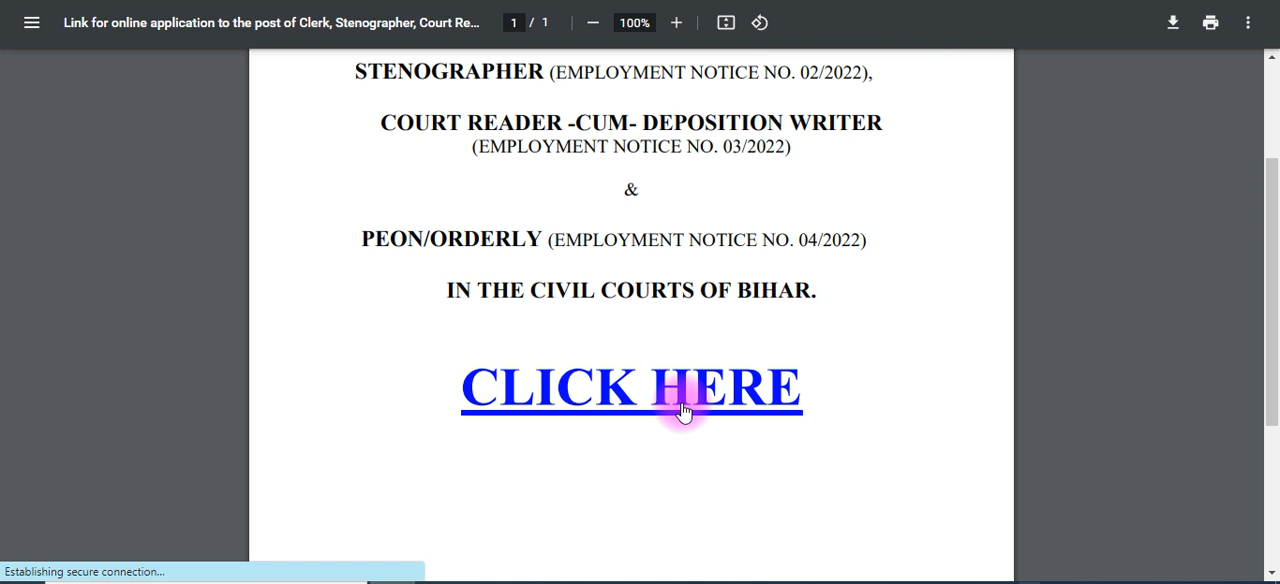 Link for online application to the post of Clerk, Stenographer, Court Re...
1 / 1
100%
STENOGRAPHER (EMPLOYMENT NOTICE NO. 02/2022),
COURT READER -CUM- DEPOSITION WRITER
(EMPLOYMENT NOTICE NO. 03/2022)
&
PEON/ORDERLY (EMPLOYMENT NOTICE NO. 04/2022)
IN THE CIVIL COURTS OF BIHAR.
CLICK HERE
Establishing secure connection...